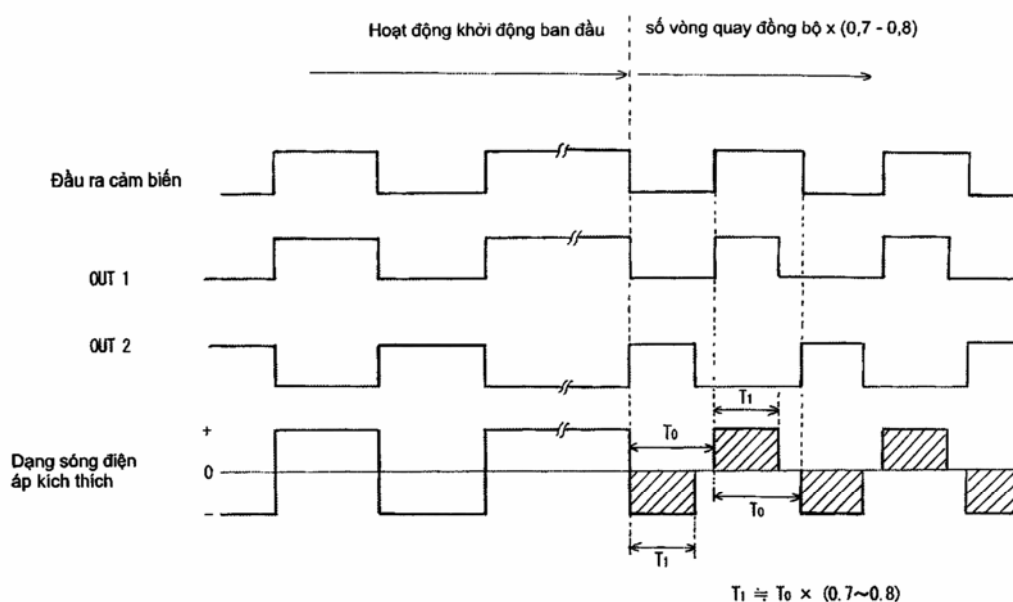 Hoạt động khởi động ban đầu
số vòng quay đồng bộ x (0,7 - 0,8)
Đầu ra cảm biến
OUT 1
OUT 2
T1
+
T0
Dạng sóng điện
áp kích thích
0
T0
-
T1
T1 ≒ T0 × (0.7~0.8)